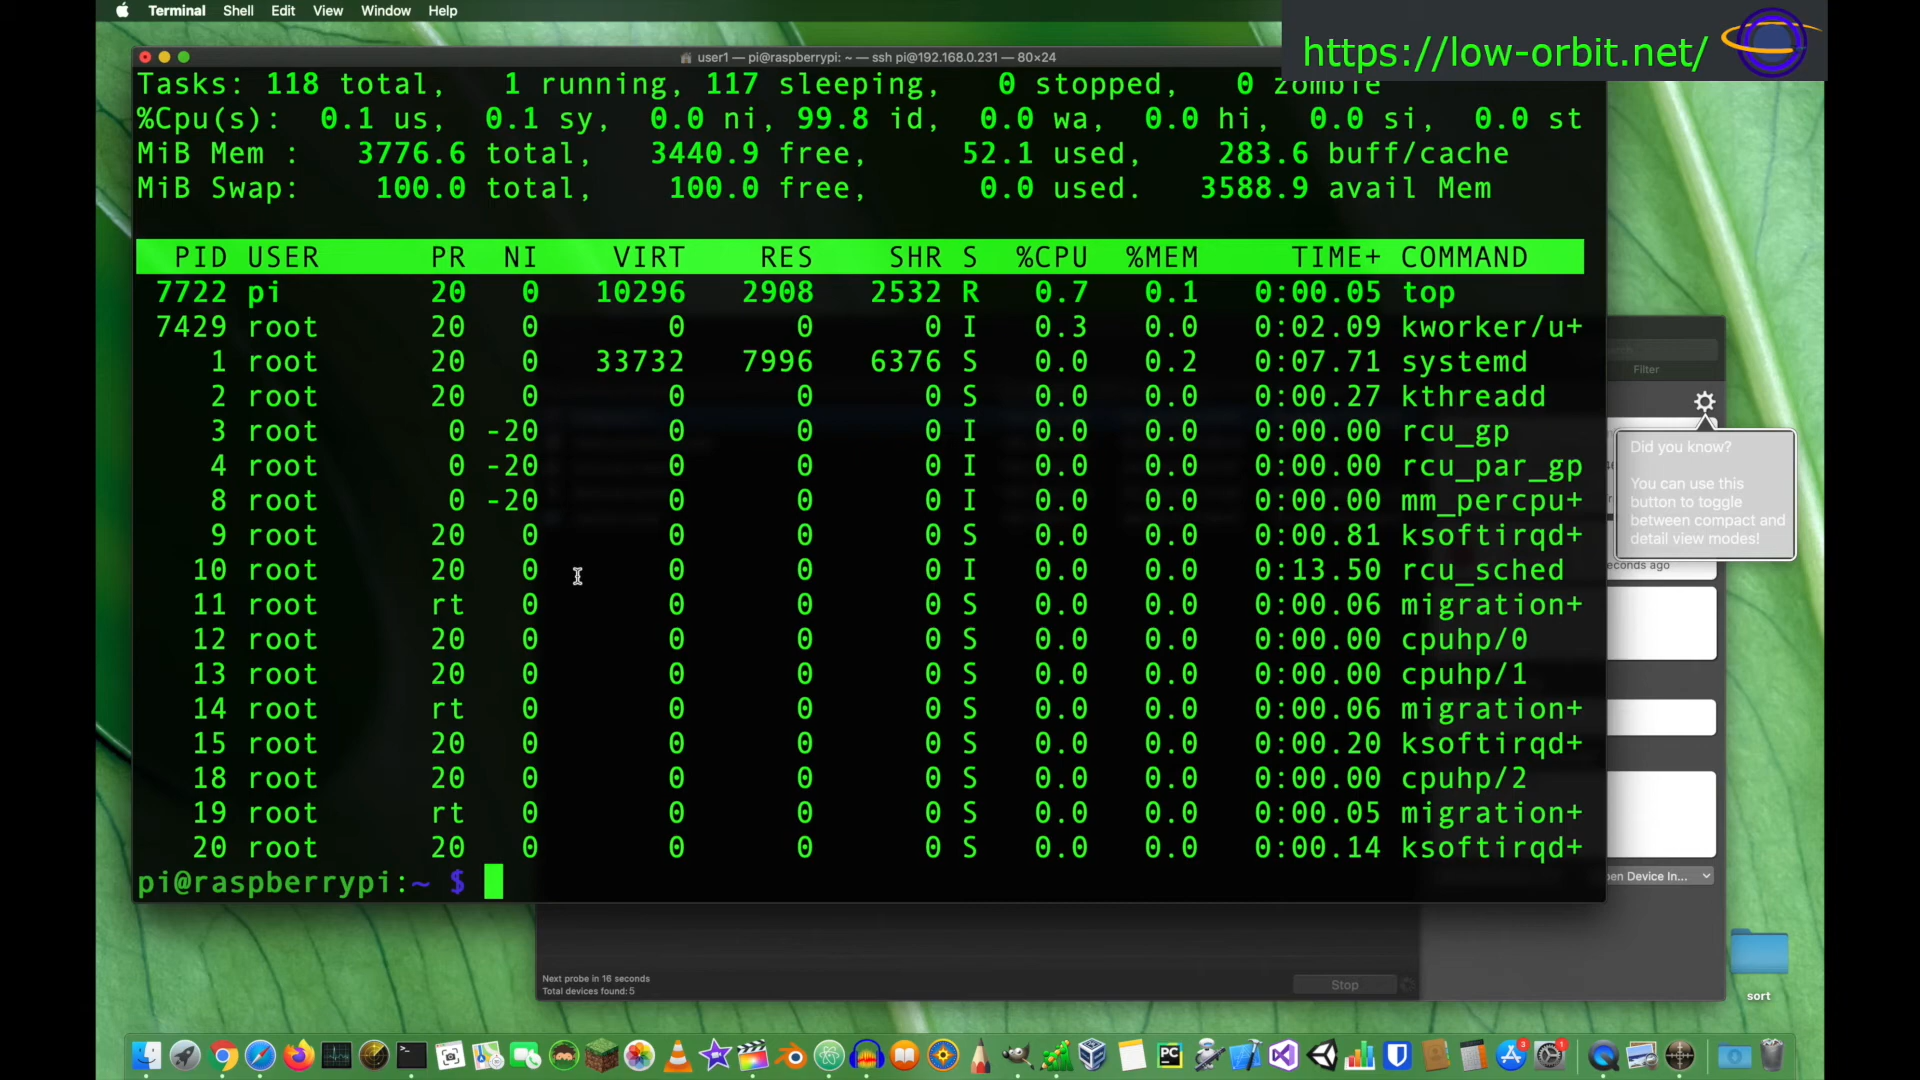 Terminal Shell Edit View Window Help
https://low-orbit.net/
user1 — pi@raspberrypi: ~ — ssh pi@192.168.0.231 — 80×24
Tasks: 118 total, 1 running, 117 sleeping, 0 stopped, 0 zombie
%Cpu(s): 0.1 us, 0.1 sy, 0.0 ni, 99.8 id, 0.0 wa, 0.0 hi, 0.0 si, 0.0 st
MiB Mem : 3776.6 total, 3440.9 free, 52.1 used, 283.6 buff/cache
MiB Swap: 100.0 total, 100.0 free, 0.0 used. 3588.9 avail Mem
PID USER PR NI VIRT RES SHR S %CPU %MEM TIME+ COMMAND
7722 pi 20 0 10296 2908 2532 R 0.7 0.1 0:00.05 top
7429 root 20 0 0 0 0 I 0.3 0.0 0:02.09 kworker/u+
1 root 20 0 33732 7996 6376 S 0.0 0.2 0:07.71 systemd
2 root 20 0 0 0 0 S 0.0 0.0 0:00.27 kthreadd
3 root 0 -20 0 0 0 I 0.0 0.0 0:00.00 rcu_gp
4 root 0 -20 0 0 0 I 0.0 0.0 0:00.00 rcu_par_gp
8 root 0 -20 0 0 0 I 0.0 0.0 0:00.00 mm_percpu+
9 root 20 0 0 0 0 S 0.0 0.0 0:00.81 ksoftirqd+
10 root 20 0 0 0 0 I 0.0 0.0 0:13.50 rcu_sched
11 root rt 0 0 0 0 S 0.0 0.0 0:00.06 migration+
12 root 20 0 0 0 0 S 0.0 0.0 0:00.00 cpuhp/0
13 root 20 0 0 0 0 S 0.0 0.0 0:00.00 cpuhp/1
14 root rt 0 0 0 0 S 0.0 0.0 0:00.06 migration+
15 root 20 0 0 0 0 S 0.0 0.0 0:00.20 ksoftirqd+
18 root 20 0 0 0 0 S 0.0 0.0 0:00.00 cpuhp/2
19 root rt 0 0 0 0 S 0.0 0.0 0:00.05 migration+
20 root 20 0 0 0 0 S 0.0 0.0 0:00.14 ksoftirqd+
pi@raspberrypi:~ $
Filter
Did you know?
You can use this
button to toggle
between compact and
detail view modes!
econds ago
en Device In...
Next probe in 16 seconds
Total devices found: 5
Stop
sort
PC
3
1